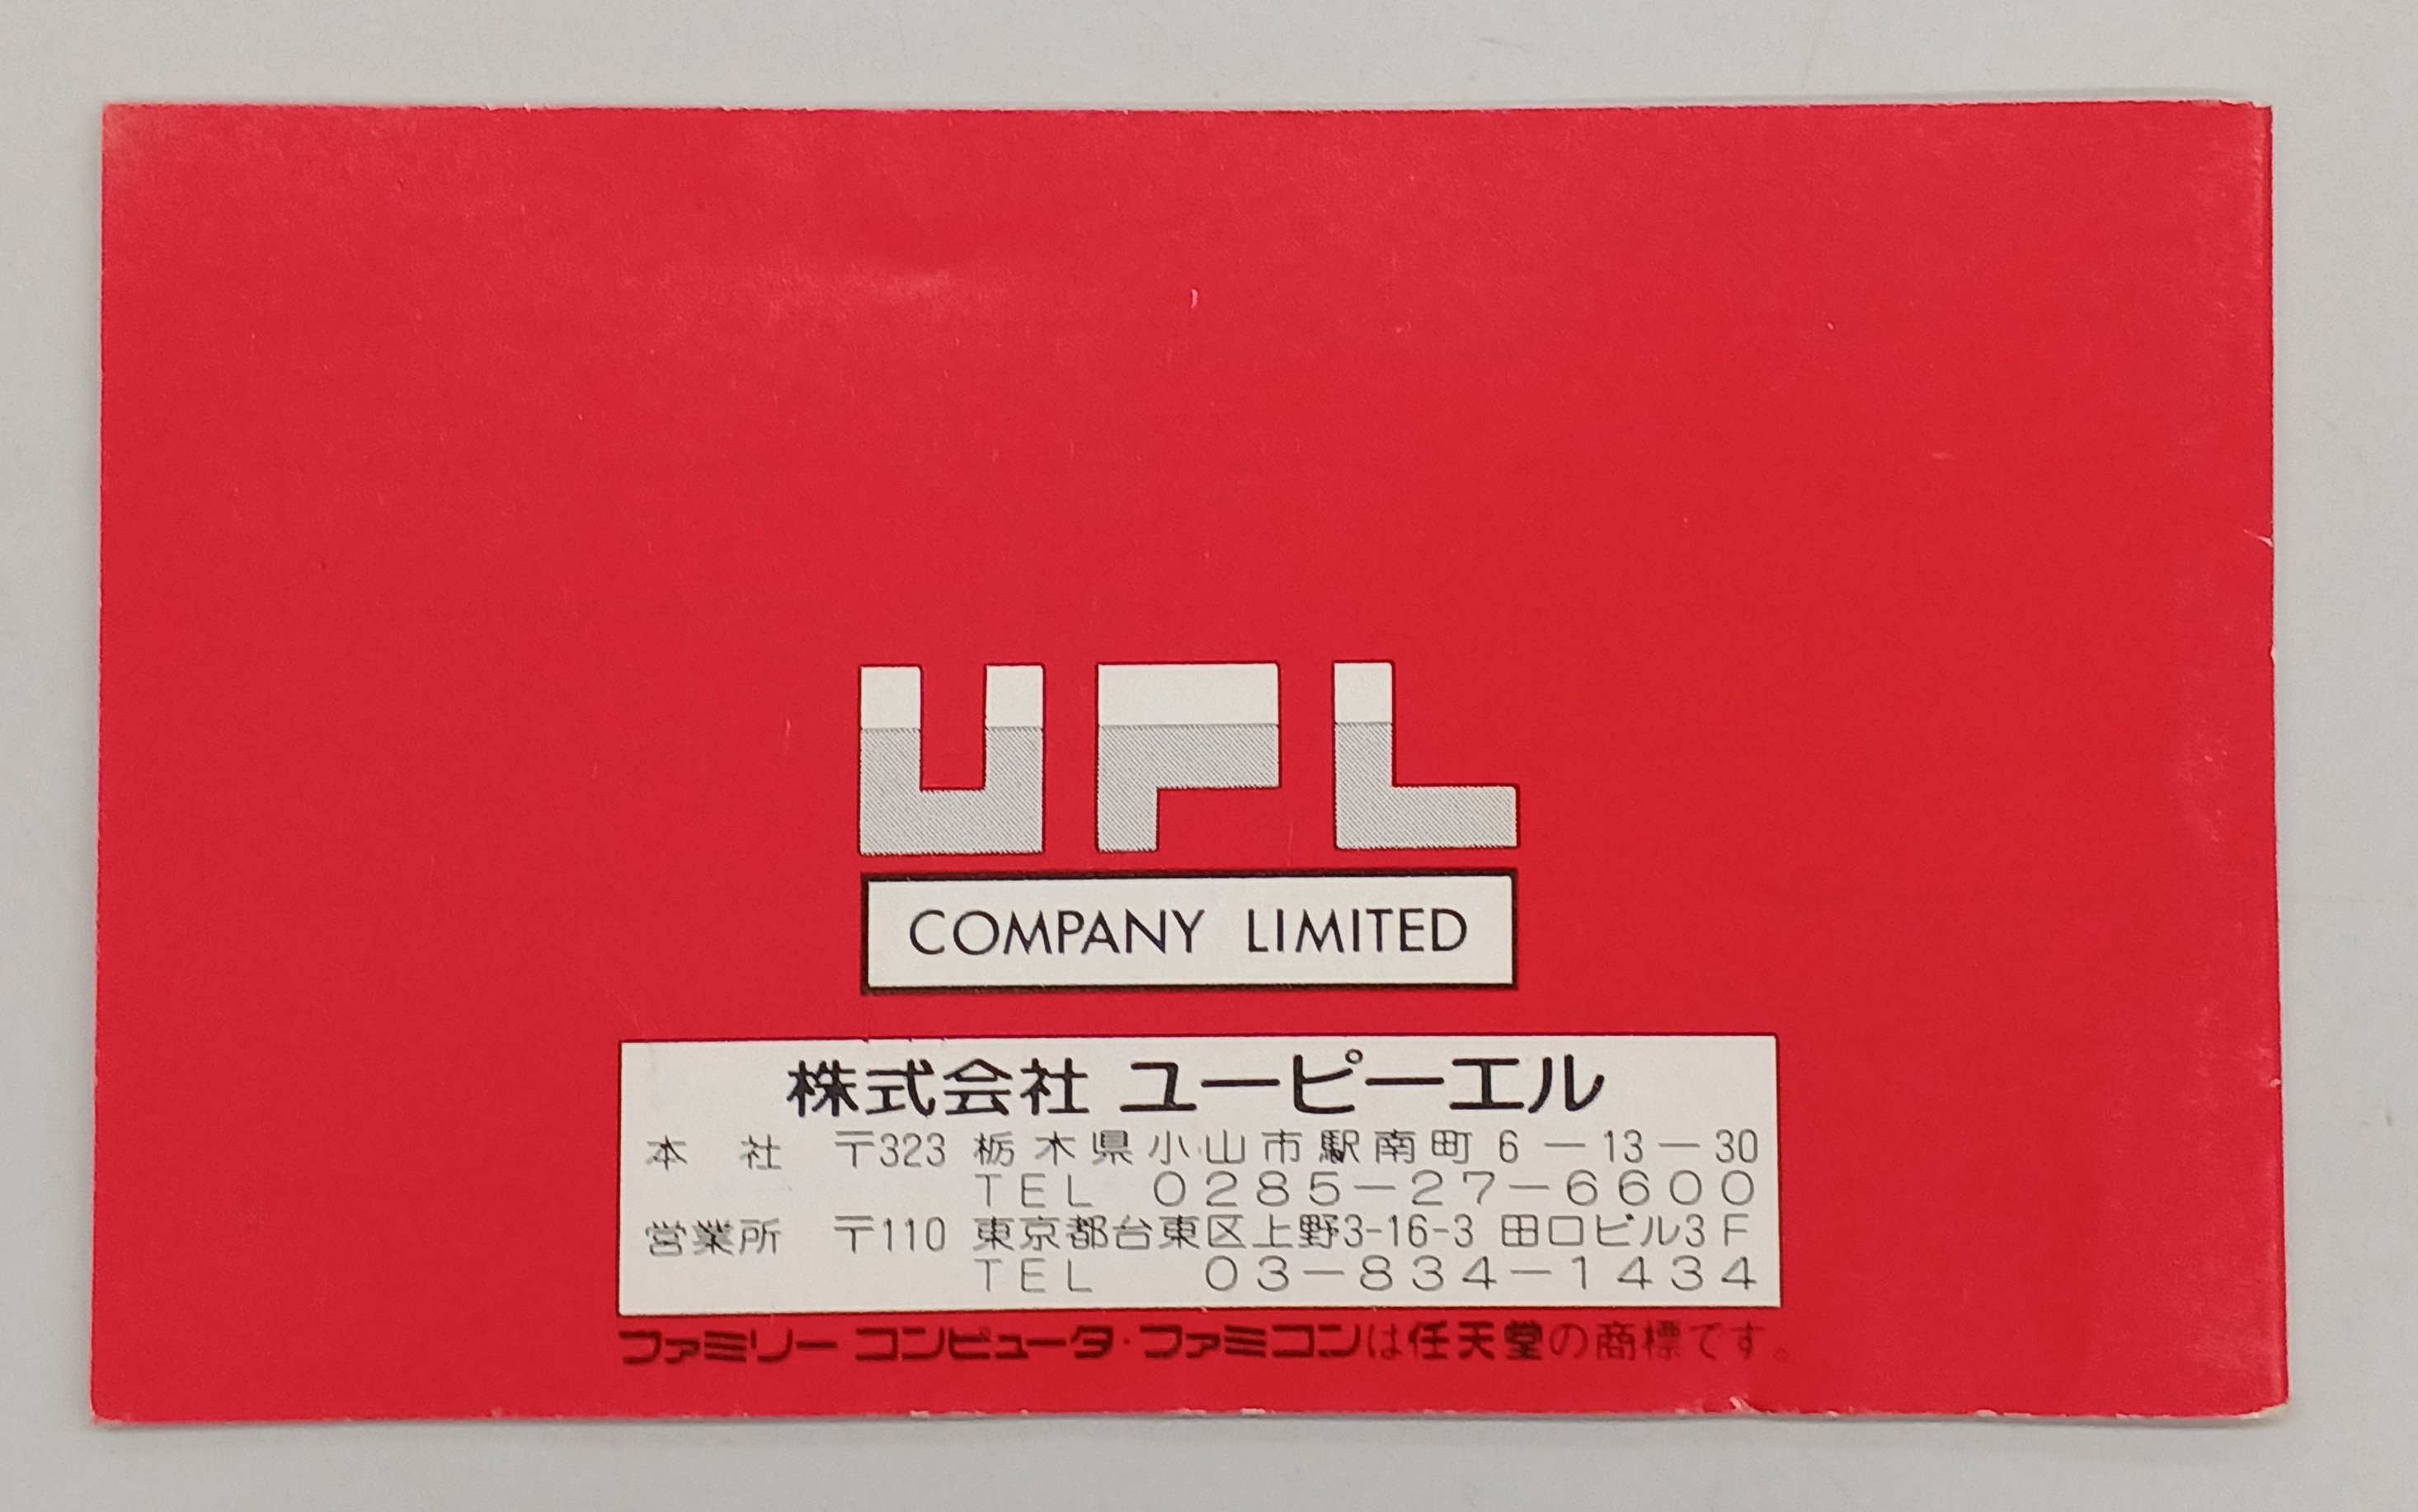 UPL
COMPANY LIMITED
株式会社 ユーピーエル
本 社 〒323 栃木県小山市駅南町6-13-30
TEL 0285-27-6600
営業所 〒110 東京都台東区上野3-16-3 田口ビル3F
TEL 03-834-1434
ファミリー コンピュータ・ファミコンは任天堂の商標です。